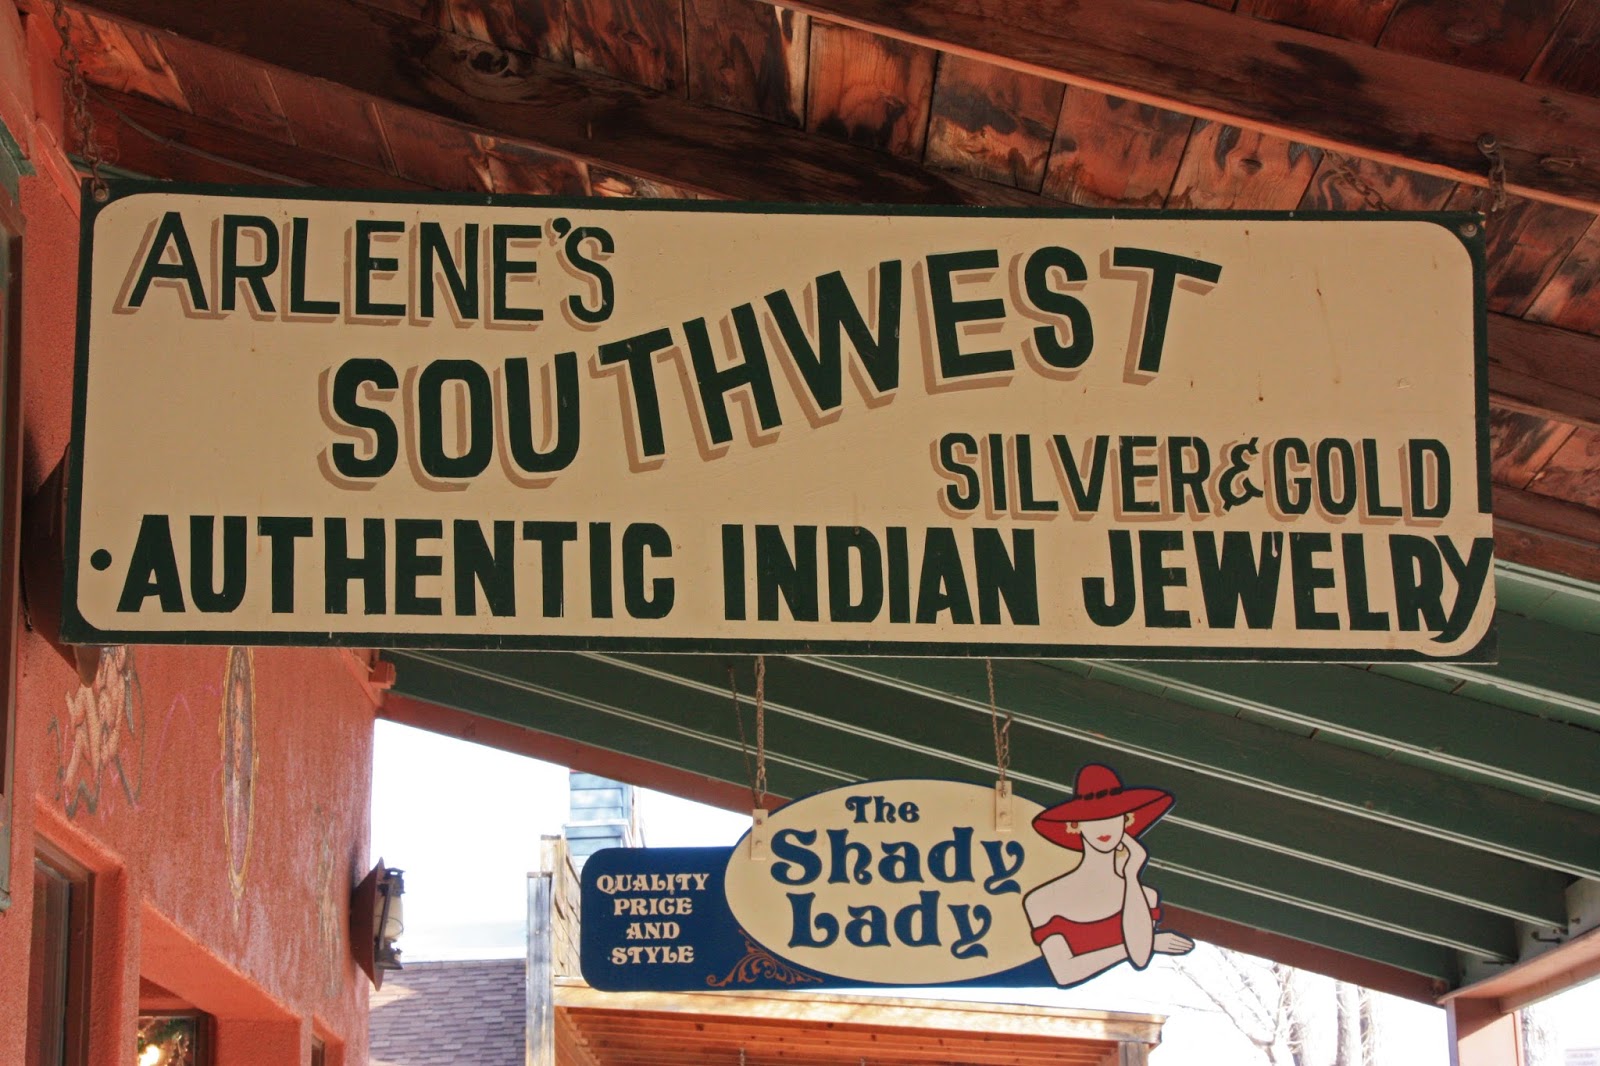 ARLENE'S
SOUTHWEST
SILVER & GOLD
• AUTHENTIC INDIAN JEWELRY
The
Shady
Lady
QUALITY
PRICE
AND
STYLE